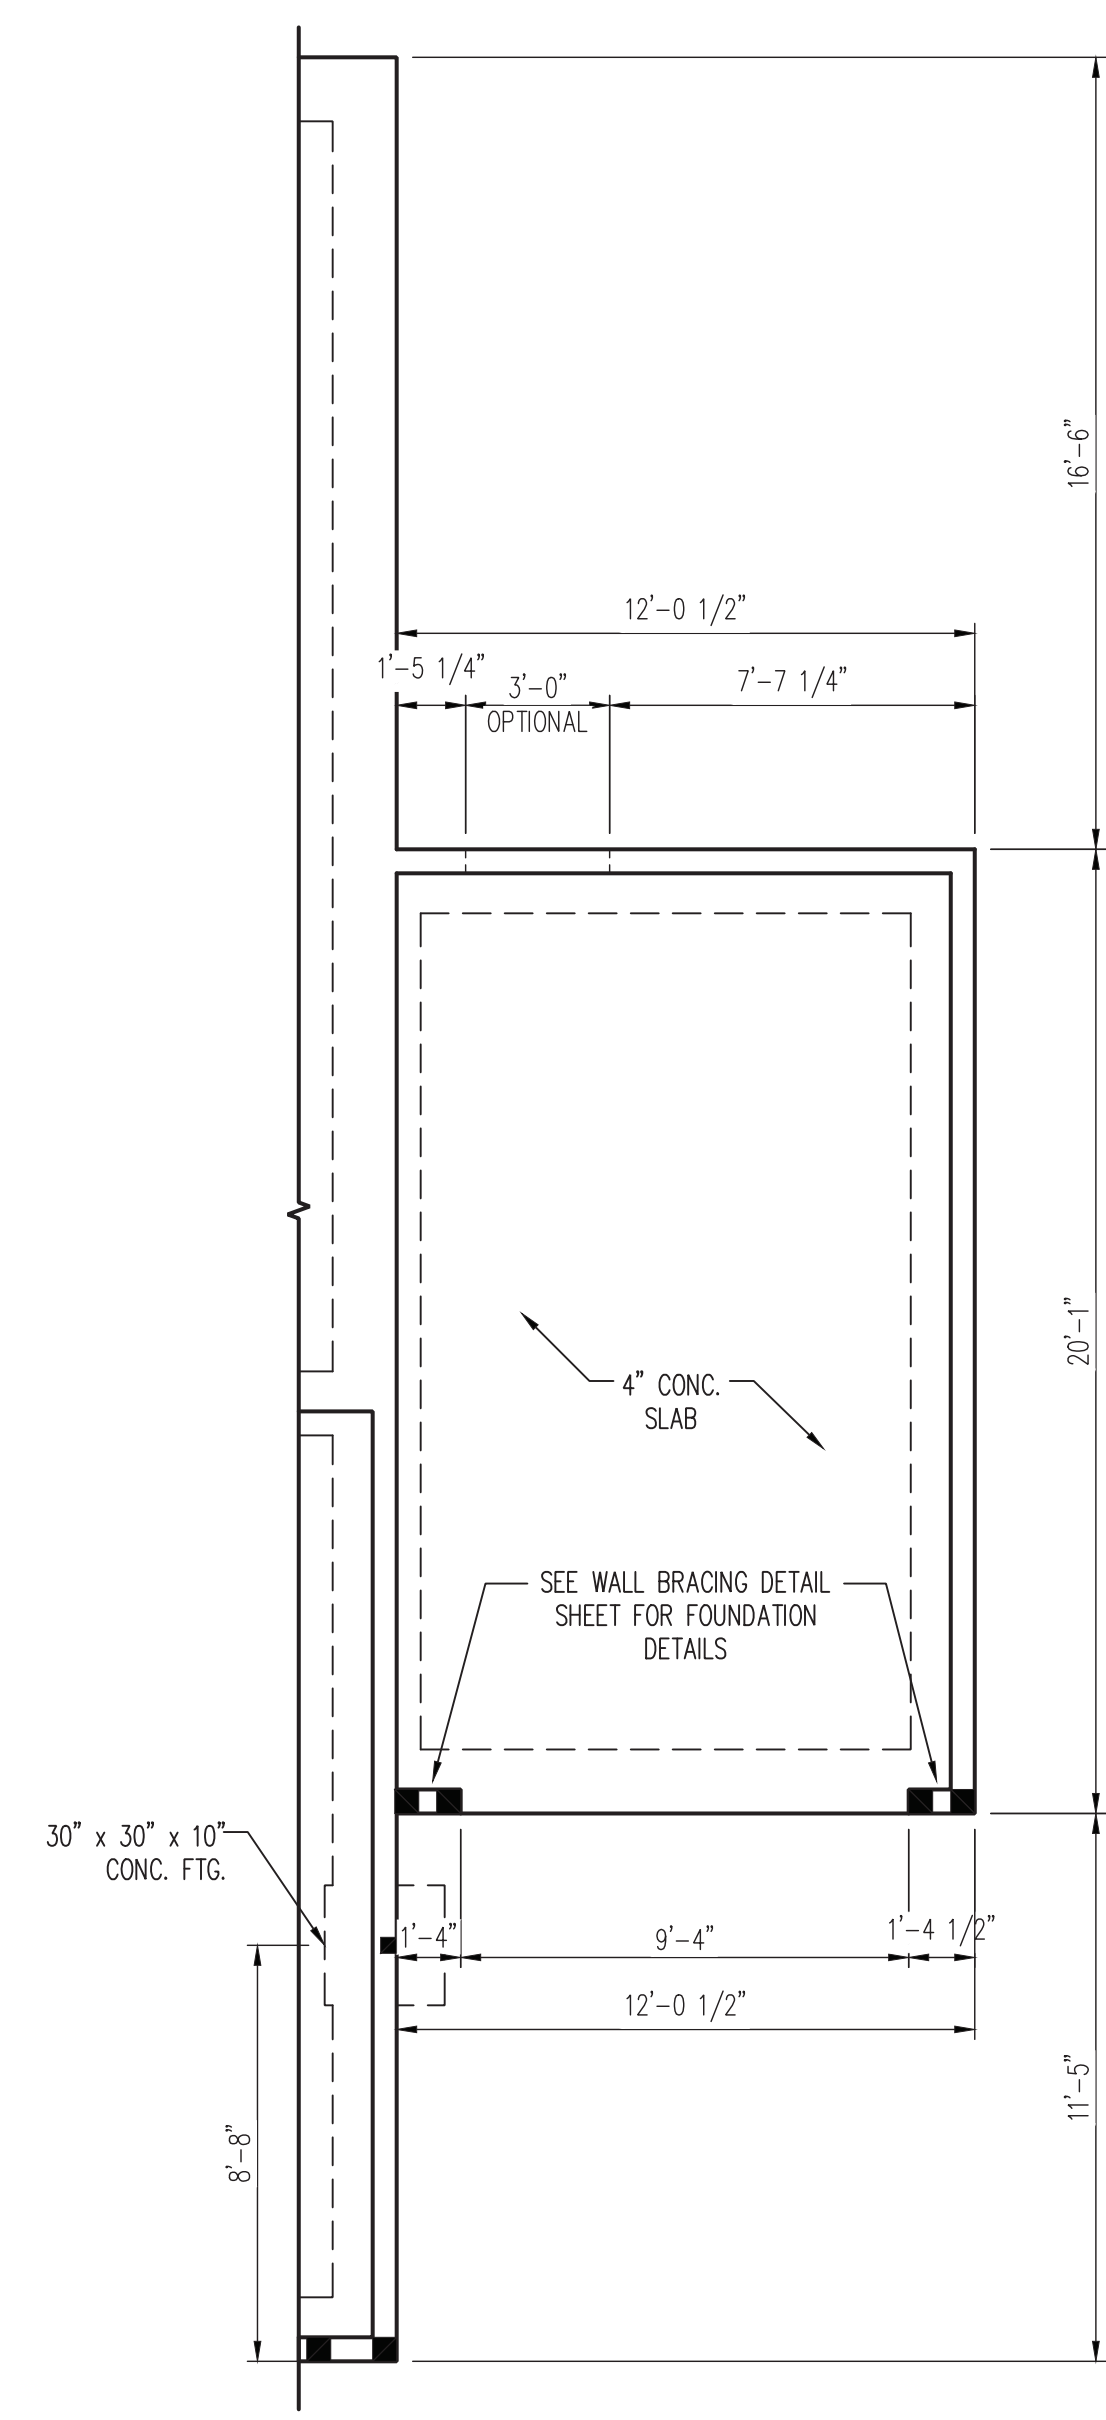 16'-6"
12'-0 1/2"
1'-5 1/4"
3'-0"
OPTIONAL
7'-7 1/4"
20'-1"
4" CONC.
SLAB
SEE WALL BRACING DETAIL
SHEET FOR FOUNDATION
DETAILS
30" x 30" x 10"
CONC. FTG.
1'-4"
9'-4"
1'-4 1/2"
12'-0 1/2"
11'-5"
8'-8"